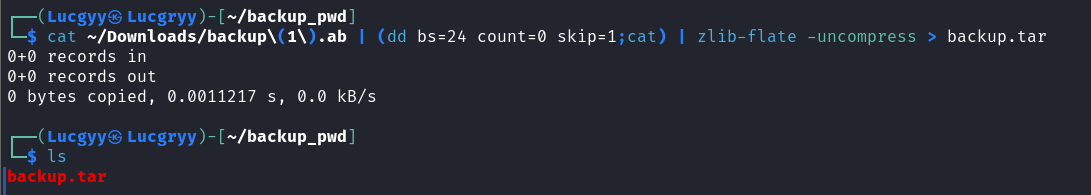 ┌──(Lucgyy㉿Lucgryy)-[~/backup_pwd]
└─$ cat ~/Downloads/backup\(1\).ab | (dd bs=24 count=0 skip=1;cat) | zlib-flate -uncompress > backup.tar
0+0 records in
0+0 records out
0 bytes copied, 0.0011217 s, 0.0 kB/s
┌──(Lucgyy㉿Lucgryy)-[~/backup_pwd]
└─$ ls
backup.tar